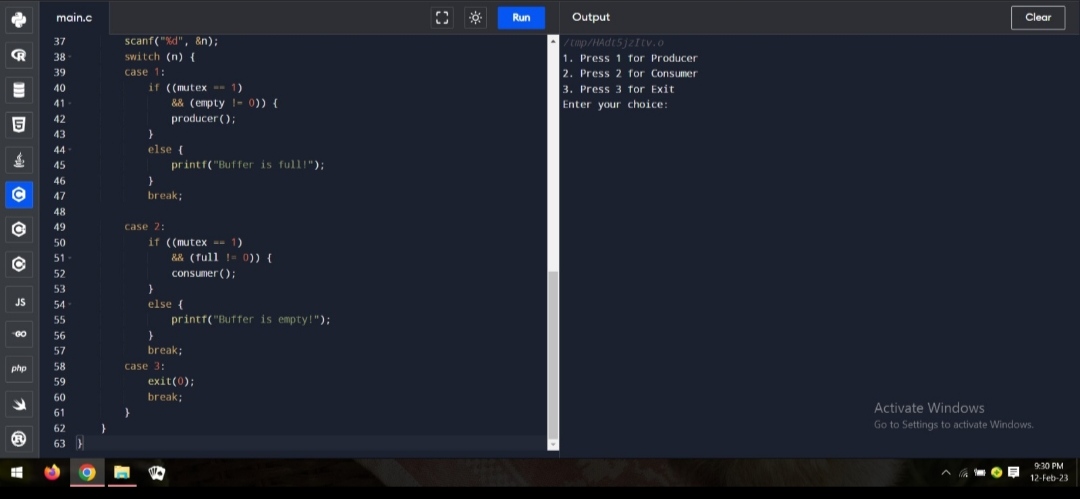 main.c
Run
37 scanf("%d", &n);
38 switch (n) {
39 case 1:
40 if ((mutex == 1)
41 && (empty != 0)) {
42 producer();
43 }
44 else {
45 printf("Buffer is full!");
46 }
47 break;
48
49 case 2:
50 if ((mutex == 1)
51 && (full != 0)) {
52 consumer();
53 }
54 else {
55 printf("Buffer is empty!");
56 }
57 break;
58 case 3:
59 exit(0);
60 break;
61 }
62 }
63 }
Output
Clear
/tmp/HAdtSjzItv.o
1. Press 1 for Producer
2. Press 2 for Consumer
3. Press 3 for Exit
Enter your choice:
JS
GO
php
Activate Windows
Go to Settings to activate Windows.
9:30 PM
12-Feb-23